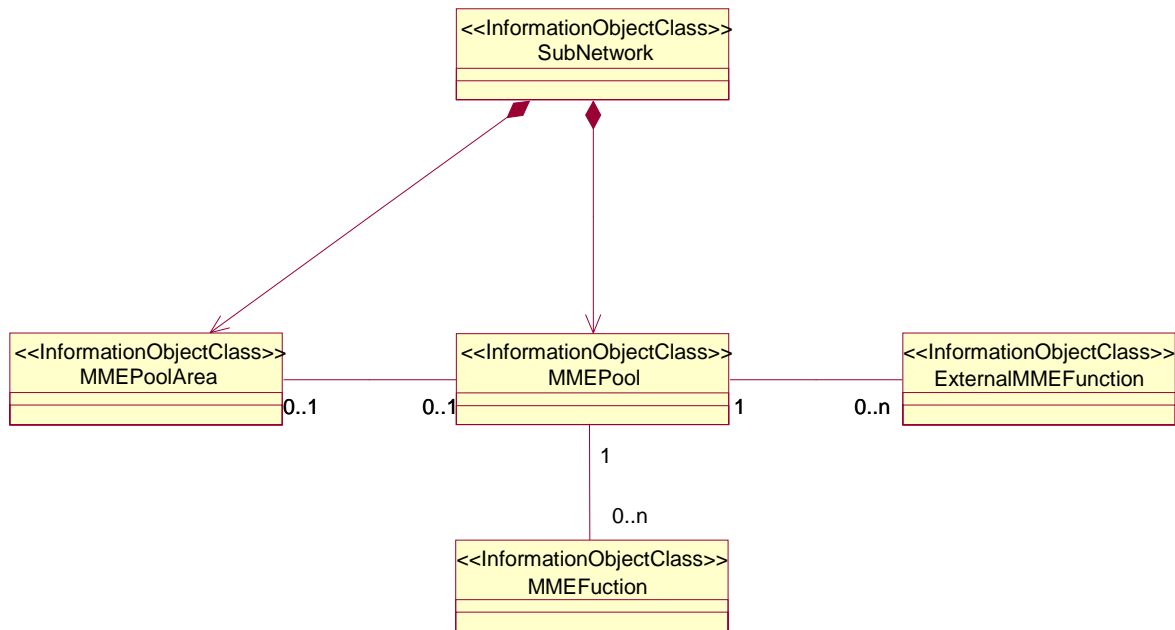 <<InformationObjectClass>>
SubNetwork
<<InformationObjectClass>>
MMEPoolArea
<<InformationObjectClass>>
MMEPool
<<InformationObjectClass>>
ExternalMMEFunction
0..1
0..1
1
0..n
1
0..n
<<InformationObjectClass>>
MMEFuction